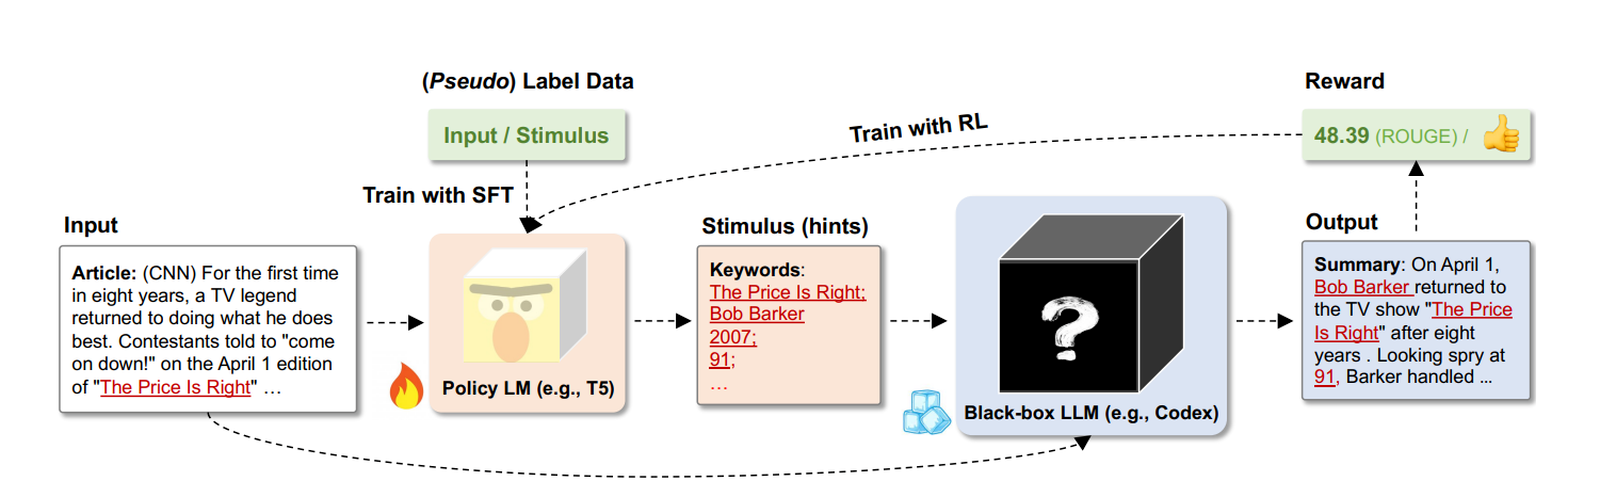 (Pseudo) Label Data
Input / Stimulus
Train with SFT
Train with RL
Reward
48.39 (ROUGE) /
Input
Article: (CNN) For the first time
in eight years, a TV legend
returned to doing what he does
best. Contestants told to "come
on down!" on the April 1 edition
of "The Price Is Right" …
Policy LM (e.g., T5)
Stimulus (hints)
Keywords:
The Price Is Right;
Bob Barker
2007;
91;
…
?
Black-box LLM (e.g., Codex)
Output
Summary: On April 1,
Bob Barker returned to
the TV show "The Price
Is Right" after eight
years . Looking spry at
91, Barker handled ...